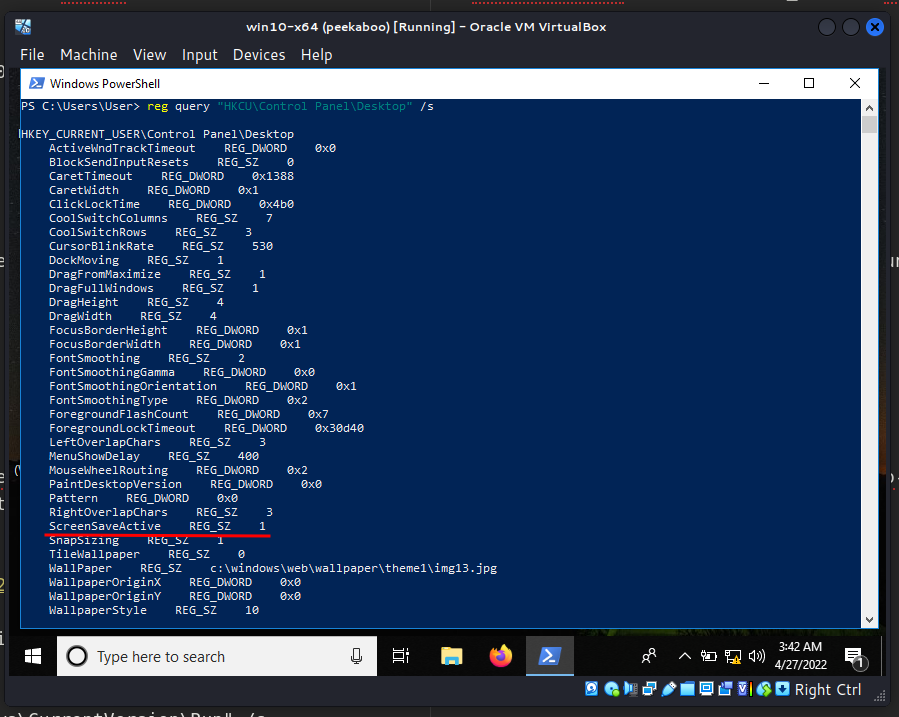 win10-x64 (peekaboo) [Running] - Oracle VM VirtualBox
File Machine View Input Devices Help
Windows PowerShell
PS C:\Users\User> reg query "HKCU\Control Panel\Desktop" /s
HKEY_CURRENT_USER\Control Panel\Desktop
ActiveWndTrackTimeout REG_DWORD 0x0
BlockSendInputResets REG_SZ 0
CaretTimeout REG_DWORD 0x1388
CaretWidth REG_DWORD 0x1
ClickLockTime REG_DWORD 0x4b0
CoolSwitchColumns REG_SZ 7
CoolSwitchRows REG_SZ 3
CursorBlinkRate REG_SZ 530
DockMoving REG_SZ 1
DragFromMaximize REG_SZ 1
DragFullWindows REG_SZ 1
DragHeight REG_SZ 4
DragWidth REG_SZ 4
FocusBorderHeight REG_DWORD 0x1
FocusBorderWidth REG_DWORD 0x1
FontSmoothing REG_SZ 2
FontSmoothingGamma REG_DWORD 0x0
FontSmoothingOrientation REG_DWORD 0x1
FontSmoothingType REG_DWORD 0x2
ForegroundFlashCount REG_DWORD 0x7
ForegroundLockTimeout REG_DWORD 0x30d40
LeftOverlapChars REG_SZ 3
MenuShowDelay REG_SZ 400
MouseWheelRouting REG_DWORD 0x2
PaintDesktopVersion REG_DWORD 0x0
Pattern REG_DWORD 0x0
RightOverlapChars REG_SZ 3
ScreenSaveActive REG_SZ 1
SnapSizing REG_SZ 1
TileWallpaper REG_SZ 0
WallPaper REG_SZ c:\windows\web\wallpaper\theme1\img13.jpg
WallpaperOriginX REG_DWORD 0x0
WallpaperOriginY REG_DWORD 0x0
WallpaperStyle REG_SZ 10
Type here to search
3:42 AM
4/27/2022
1
Right Ctrl